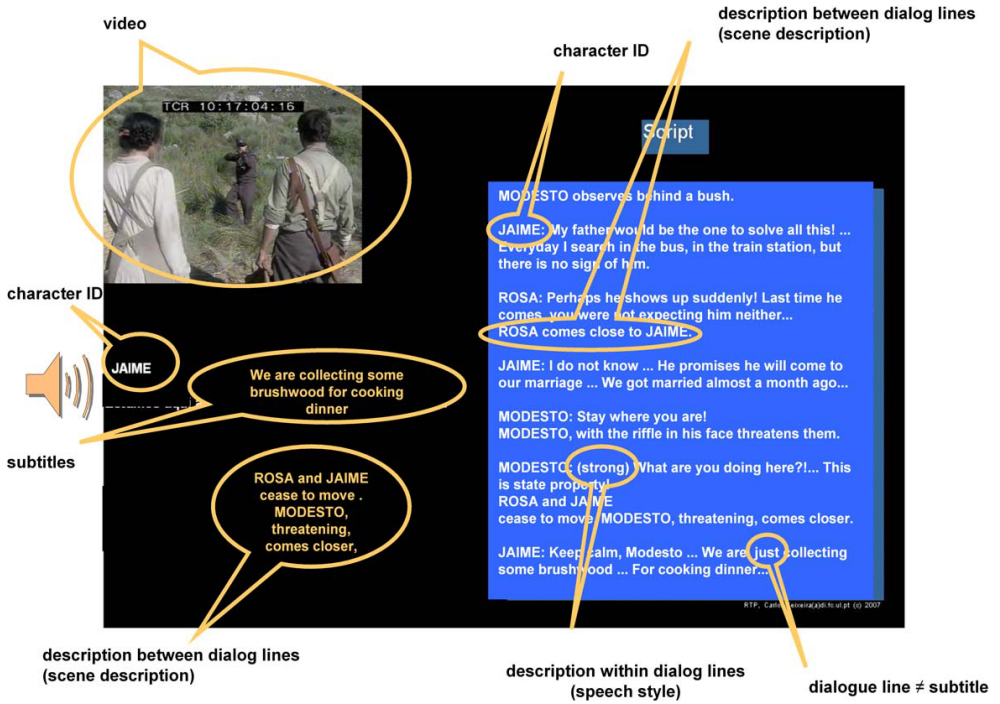 video
description between dialog lines
(scene description)
character ID
TCR 10:17:04:16
Script
MODESTO observes behind a bush.
JAIME: My father would be the one to solve all this! ...
Everyday I search in the bus, in the train station, but
there is no sign of him.
ROSA: Perhaps he shows up suddenly! Last time he
comes you were not expecting him neither...
ROSA comes close to JAIME.
JAIME: I do not know ... He promises he will come to
our marriage ... We got married almost a month ago...
MODESTO: Stay where you are!
MODESTO, with the riffle in his face threatens them.
MODESTO: (strong) What are you doing here?!... This
is state property!
ROSA and JAIME
cease to move. MODESTO, threatening, comes closer.
JAIME: Keep calm, Modesto ... We are just collecting
some brushwood ... For cooking dinner...
RTP, Carlos Teixeira(a)di.fc.ul.pt (c) 2007
character ID
JAIME
We are collecting some
brushwood for cooking
dinner
subtitles
ROSA and JAIME
cease to move .
MODESTO,
threatening,
comes closer,
description between dialog lines
(scene description)
description within dialog lines
(speech style)
dialogue line ≠ subtitle